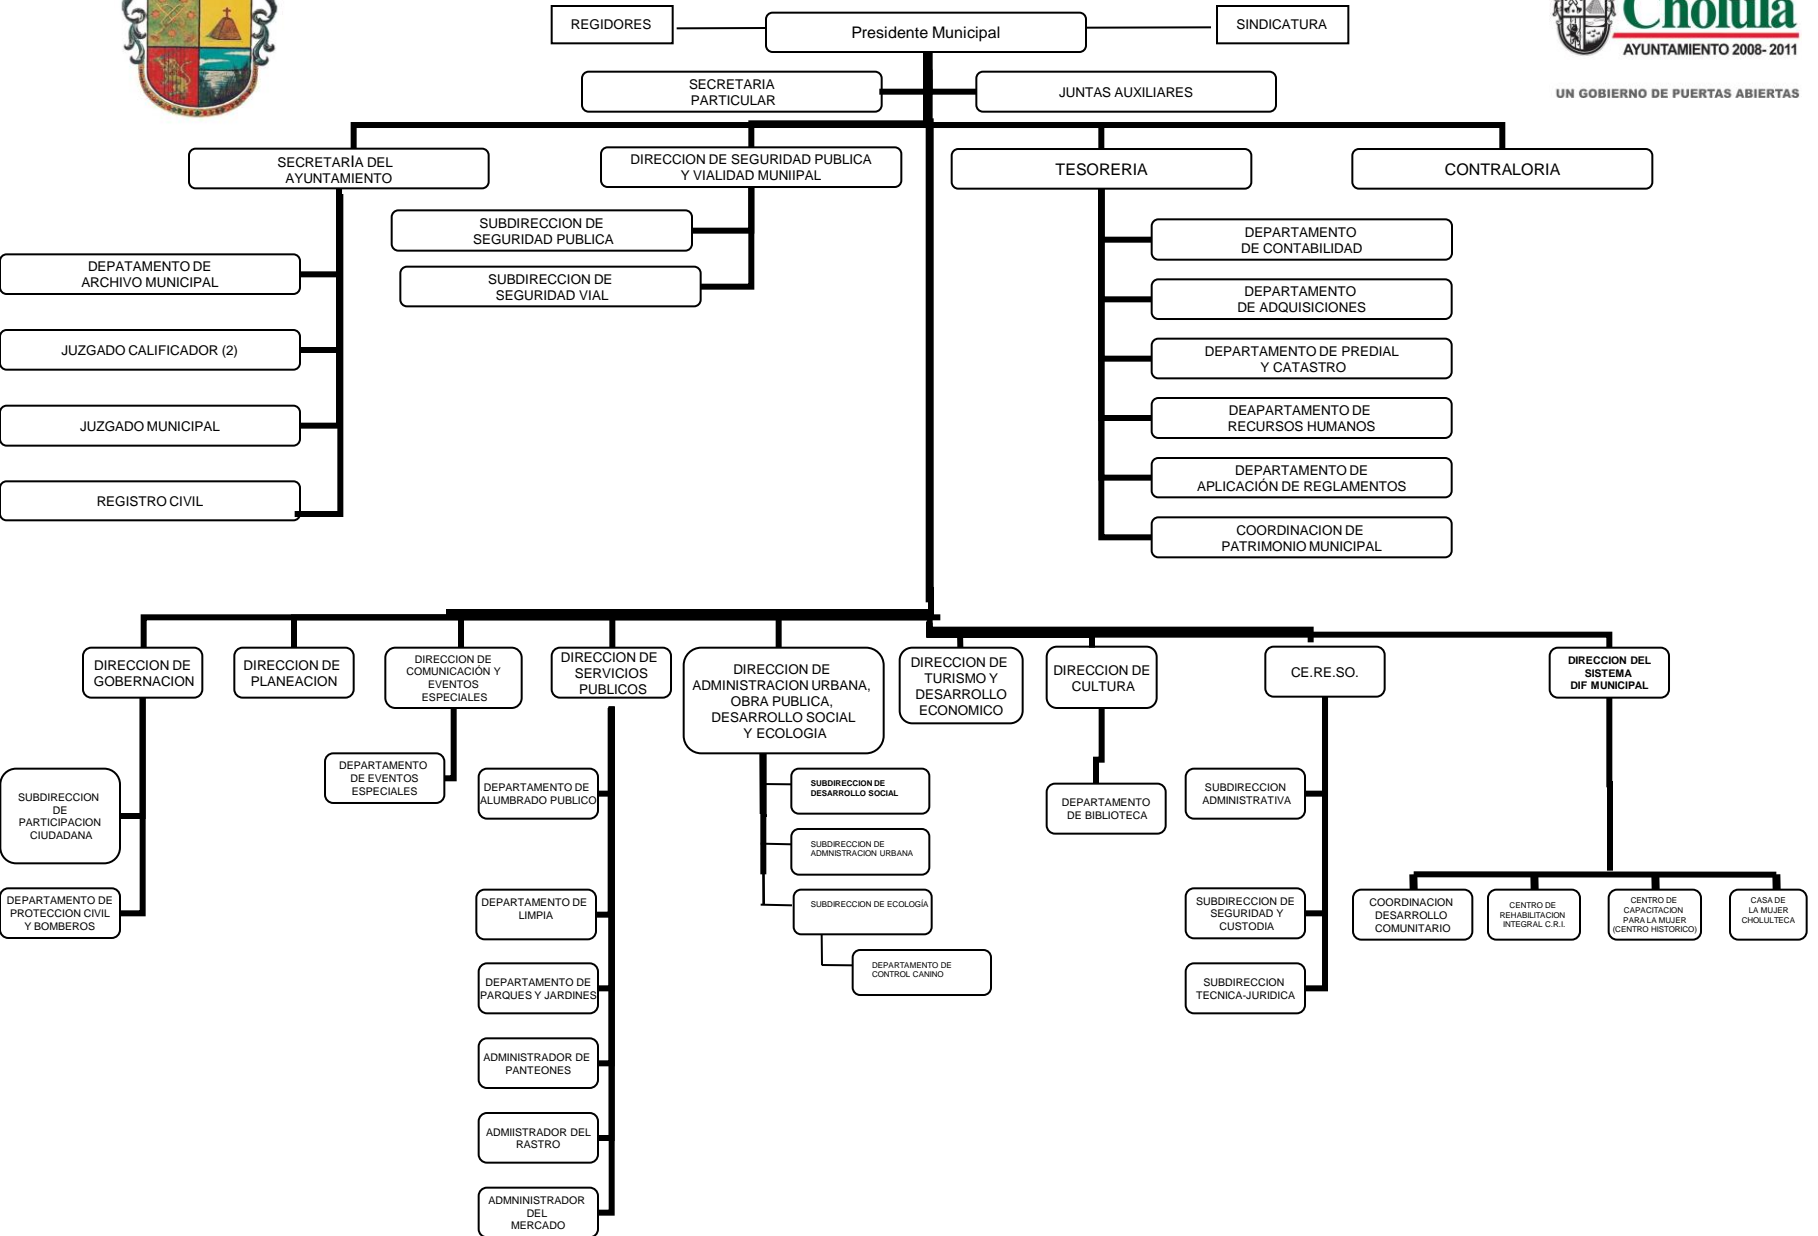 REGIDORES
Presidente Municipal
SINDICATURA
Cholula
AYUNTAMIENTO 2008- 2011
UN GOBIERNO DE PUERTAS ABIERTAS
SECRETARIA
PARTICULAR
JUNTAS AUXILIARES
SECRETARÍA DEL
AYUNTAMIENTO
DIRECCION DE SEGURIDAD PUBLICA
Y VIALIDAD MUNIIPAL
TESORERIA
CONTRALORIA
SUBDIRECCION DE
SEGURIDAD PUBLICA
SUBDIRECCION DE
SEGURIDAD VIAL
DEPATAMENTO DE
ARCHIVO MUNICIPAL
JUZGADO CALIFICADOR (2)
JUZGADO MUNICIPAL
REGISTRO CIVIL
DEPARTAMENTO
DE CONTABILIDAD
DEPARTAMENTO
DE ADQUISICIONES
DEPARTAMENTO DE PREDIAL
Y CATASTRO
DEAPARTAMENTO DE
RECURSOS HUMANOS
DEPARTAMENTO DE
APLICACIÓN DE REGLAMENTOS
COORDINACION DE
PATRIMONIO MUNICIPAL
DIRECCION DE
GOBERNACION
DIRECCION DE
PLANEACION
DIRECCION DE
COMUNICACIÓN Y
EVENTOS
ESPECIALES
DIRECCION DE
SERVICIOS
PUBLICOS
DIRECCION DE
ADMINISTRACION URBANA,
OBRA PUBLICA,
DESARROLLO SOCIAL
Y ECOLOGIA
DIRECCION DE
TURISMO Y
DESARROLLO
ECONOMICO
DIRECCION DE
CULTURA
CE.RE.SO.
DIRECCION DEL
SISTEMA
DIF MUNICIPAL
SUBDIRECCION
DE
PARTICIPACION
CIUDADANA
DEPARTAMENTO DE
PROTECCION CIVIL
Y BOMBEROS
DEPARTAMENTO
DE EVENTOS
ESPECIALES
DEPARTAMENTO DE
ALUMBRADO PUBLICO
DEPARTAMENTO DE
LIMPIA
DEPARTAMENTO DE
PARQUES Y JARDINES
ADMINISTRADOR DE
PANTEONES
ADMIISTRADOR DEL
RASTRO
ADMNINISTRADOR
DEL
MERCADO
SUBDIRECCION DE
DESARROLLO SOCIAL
SUBDIRECCION DE
ADMNISTRACION URBANA
SUBDIRECCION DE ECOLOGÍA
DEPARTAMENTO DE
CONTROL CANINO
DEPARTAMENTO
DE BIBLIOTECA
SUBDIRECCION
ADMINISTRATIVA
SUBDIRECCION DE
SEGURIDAD Y
CUSTODIA
SUBDIRECCION
TECNICA-JURIDICA
COORDINACION
DESARROLLO
COMUNITARIO
CENTRO DE
REHABILITACION
INTEGRAL C.R.I.
CENTRO DE
CAPACITACION
PARA LA MUJER
(CENTRO HISTORICO)
CASA DE
LA MUJER
CHOLULTECA